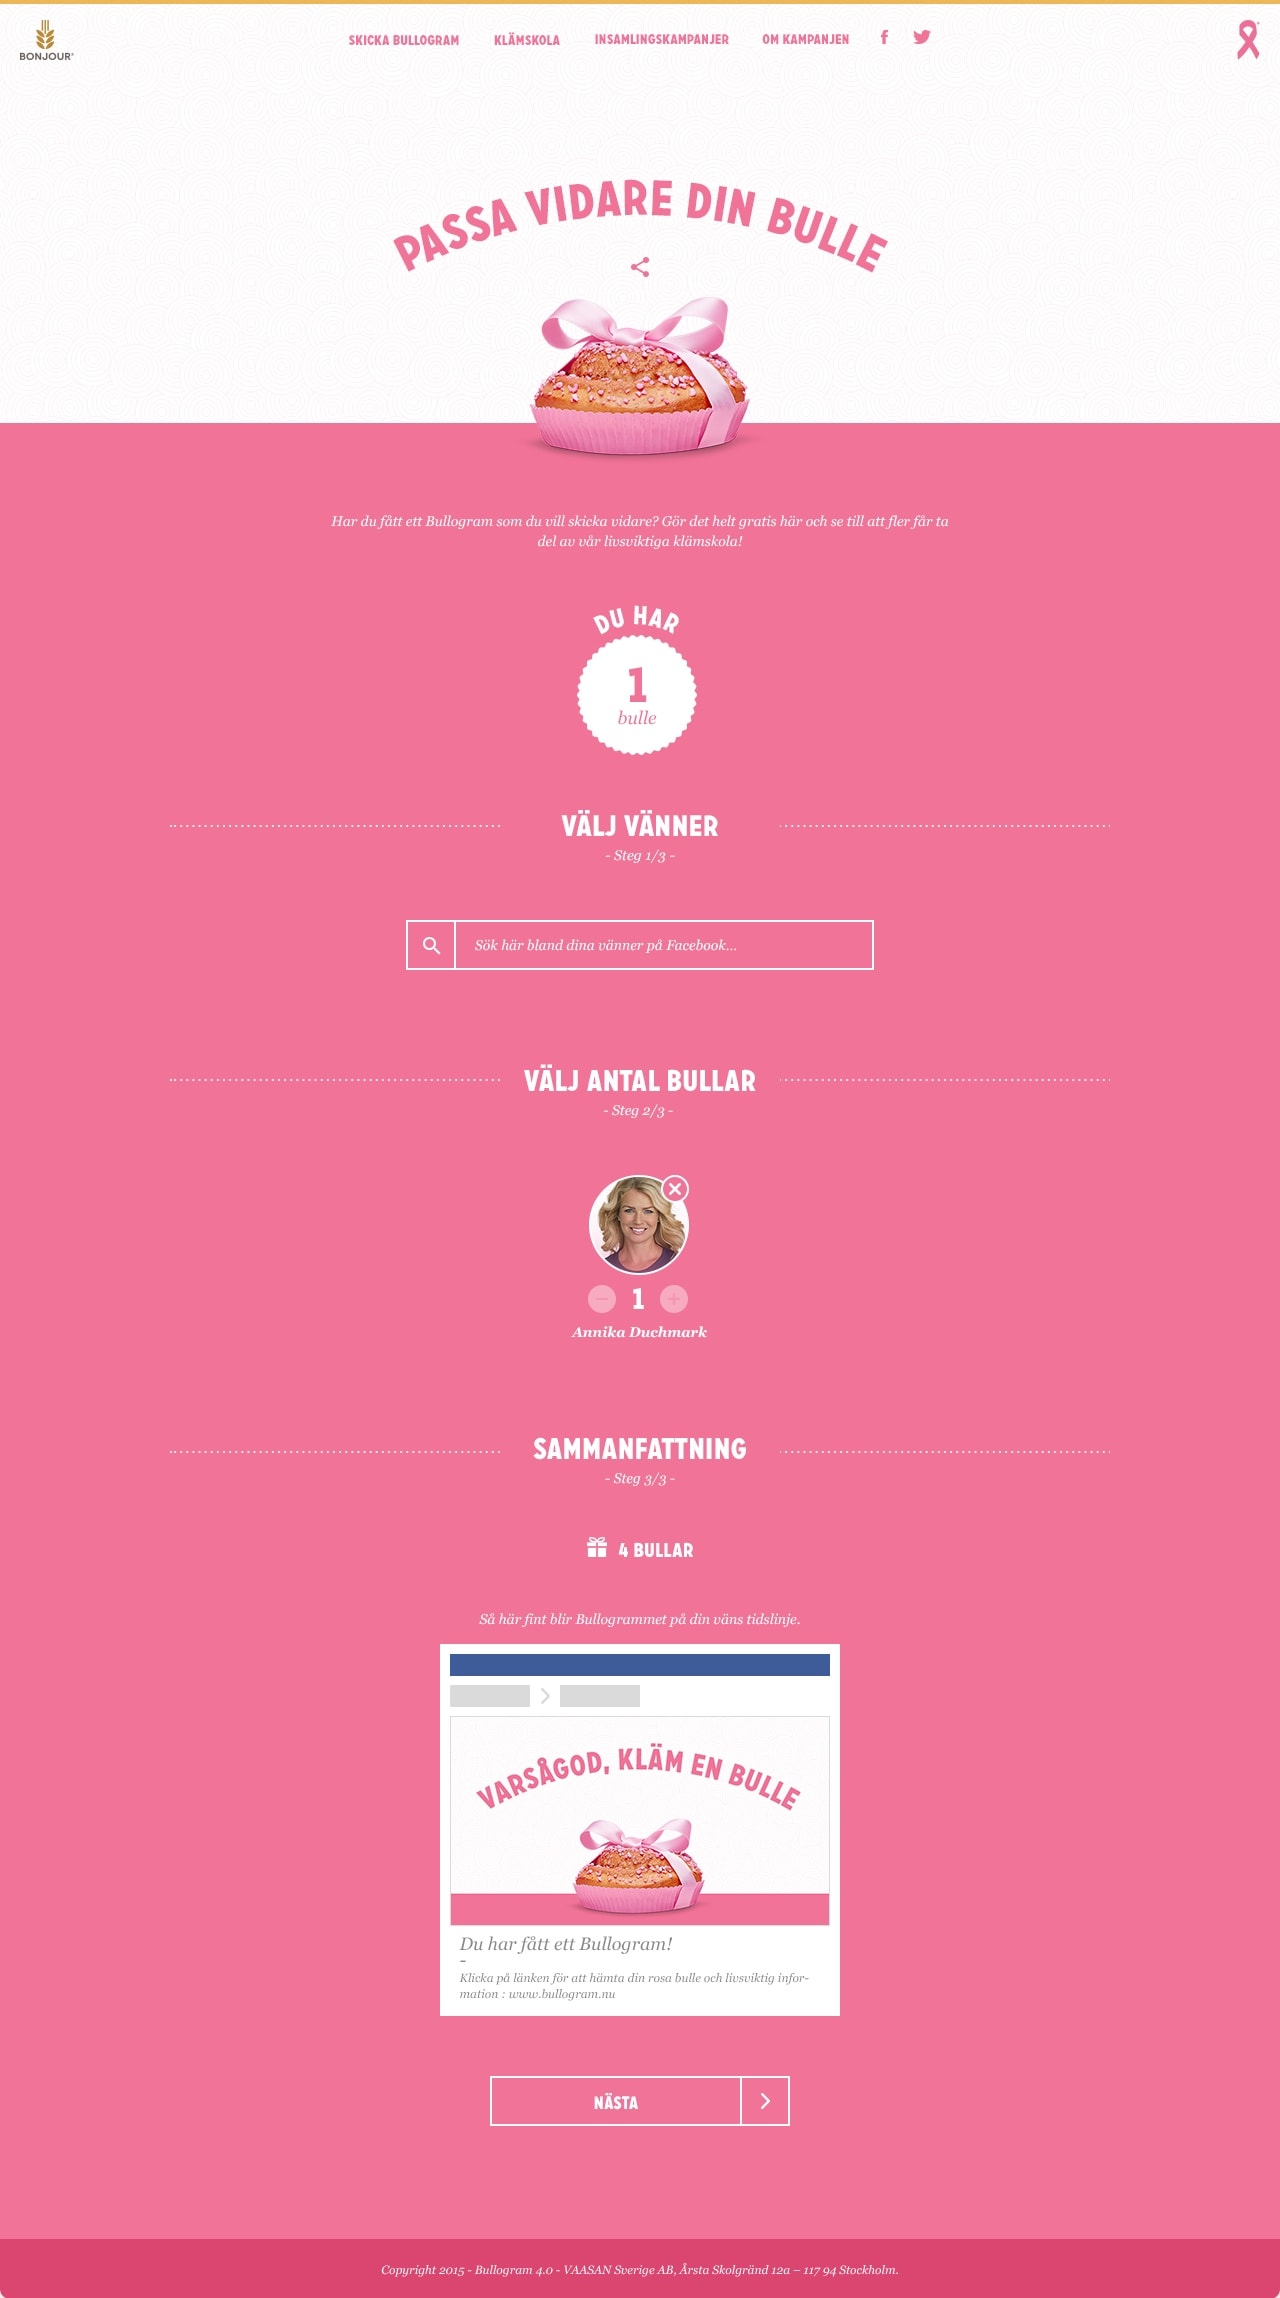 BONJOUR
SKICKA BULLOGRAM KLÄMSKOLA INSAMLINGSKAMPANJER OM KAMPANJEN
PASSA VIDARE DIN BULLE
Har du fått ett Bullogram som du vill skicka vidare? Gör det helt gratis här och se till att fler får ta
del av vår livsviktiga klämskola!
DU HAR
1
bulle
VÄLJ VÄNNER
- Steg 1/3 -
Sök här bland dina vänner på Facebook...
VÄLJ ANTAL BULLAR
- Steg 2/3 -
1
Annika Duchmark
SAMMANFATTNING
- Steg 3/3 -
4 BULLAR
Så här fint blir Bullogrammet på din väns tidslinje.
VARSÅGOD, KLÄM EN BULLE
Du har fått ett Bullogram!
-
Klicka på länken för att hämta din rosa bulle och livsviktig infor-
mation : www.bullogram.nu
NÄSTA
Copyright 2015 - Bullogram 4.0 - VAASAN Sverige AB, Årsta Skolgränd 12a – 117 94 Stockholm.